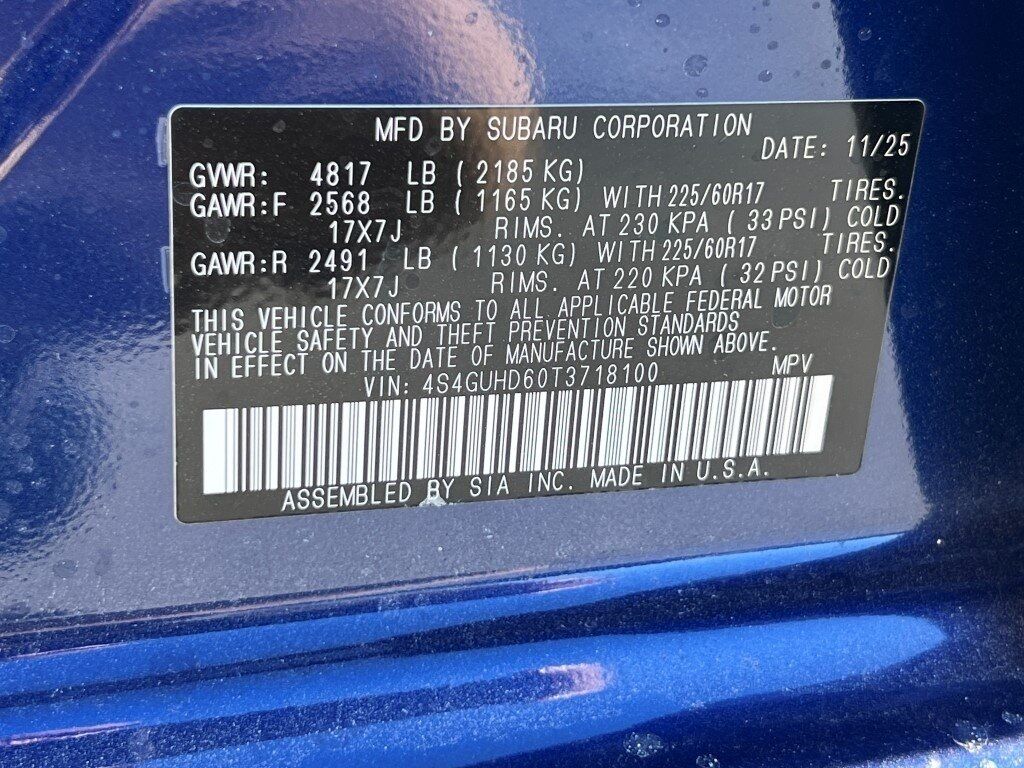 MFD BY SUBARU CORPORATION
DATE: 11/25
GVWR: 4817 LB ( 2185 KG)
GAWR:F 2568 LB ( 1165 KG) WITH 225/60R17 TIRES.
17X7J RIMS. AT 230 KPA ( 33 PSI) COLD
GAWR:R 2491 LB ( 1130 KG) WITH 225/60R17 TIRES.
17X7J RIMS. AT 220 KPA ( 32 PSI) COLD
THIS VEHICLE CONFORMS TO ALL APPLICABLE FEDERAL MOTOR
VEHICLE SAFETY AND THEFT PREVENTION STANDARDS
IN EFFECT ON THE DATE OF MANUFACTURE SHOWN ABOVE.
VIN: 4S4GUHD60T3718100 MPV
ASSEMBLED BY SIA INC. MADE IN U.S.A.